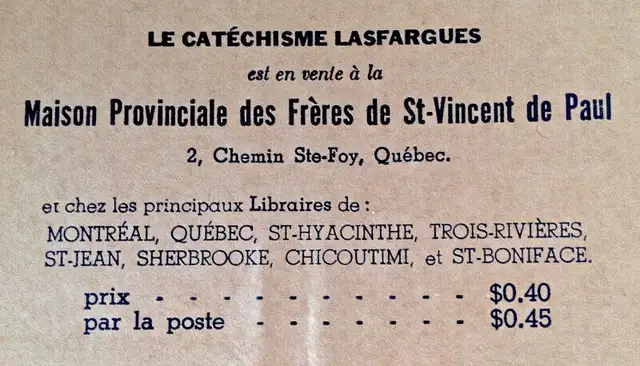 LE CATÉCHISME LASFARGUES
est en vente à la
Maison Provinciale des Frères de St-Vincent de Paul
2, Chemin Ste-Foy, Québec.
et chez les principaux Libraires de :
MONTRÉAL, QUÉBEC, ST-HYACINTHE, TROIS-RIVIÈRES,
ST-JEAN, SHERBROOKE, CHICOUTIMI, et ST-BONIFACE.
prix - - - - - - - - - - $0.40
par la poste - - - - - - - $0.45